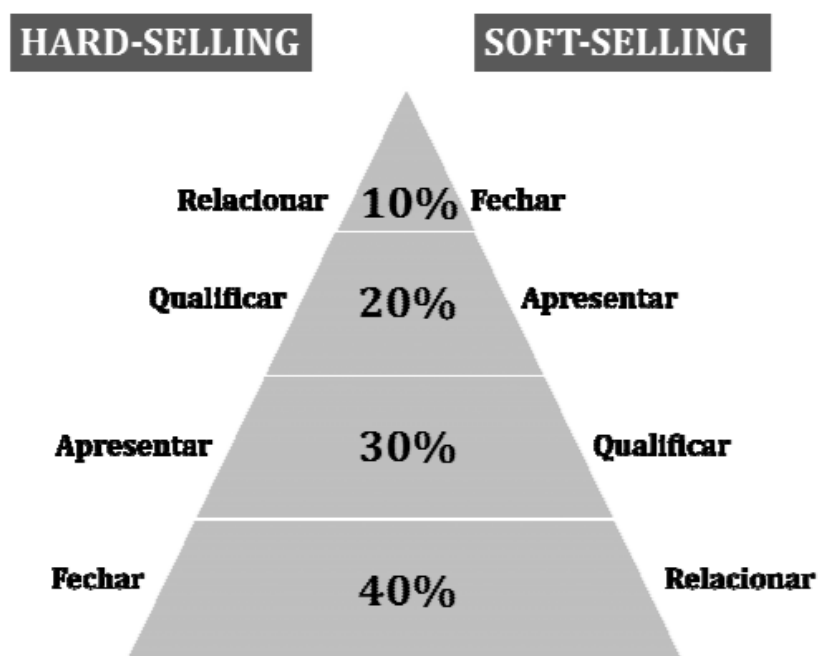 HARD-SELLING SOFT-SELLING
Relacionar 10% Fechar
Qualificar 20% Apresentar
Apresentar 30% Qualificar
Fechar 40% Relacionar